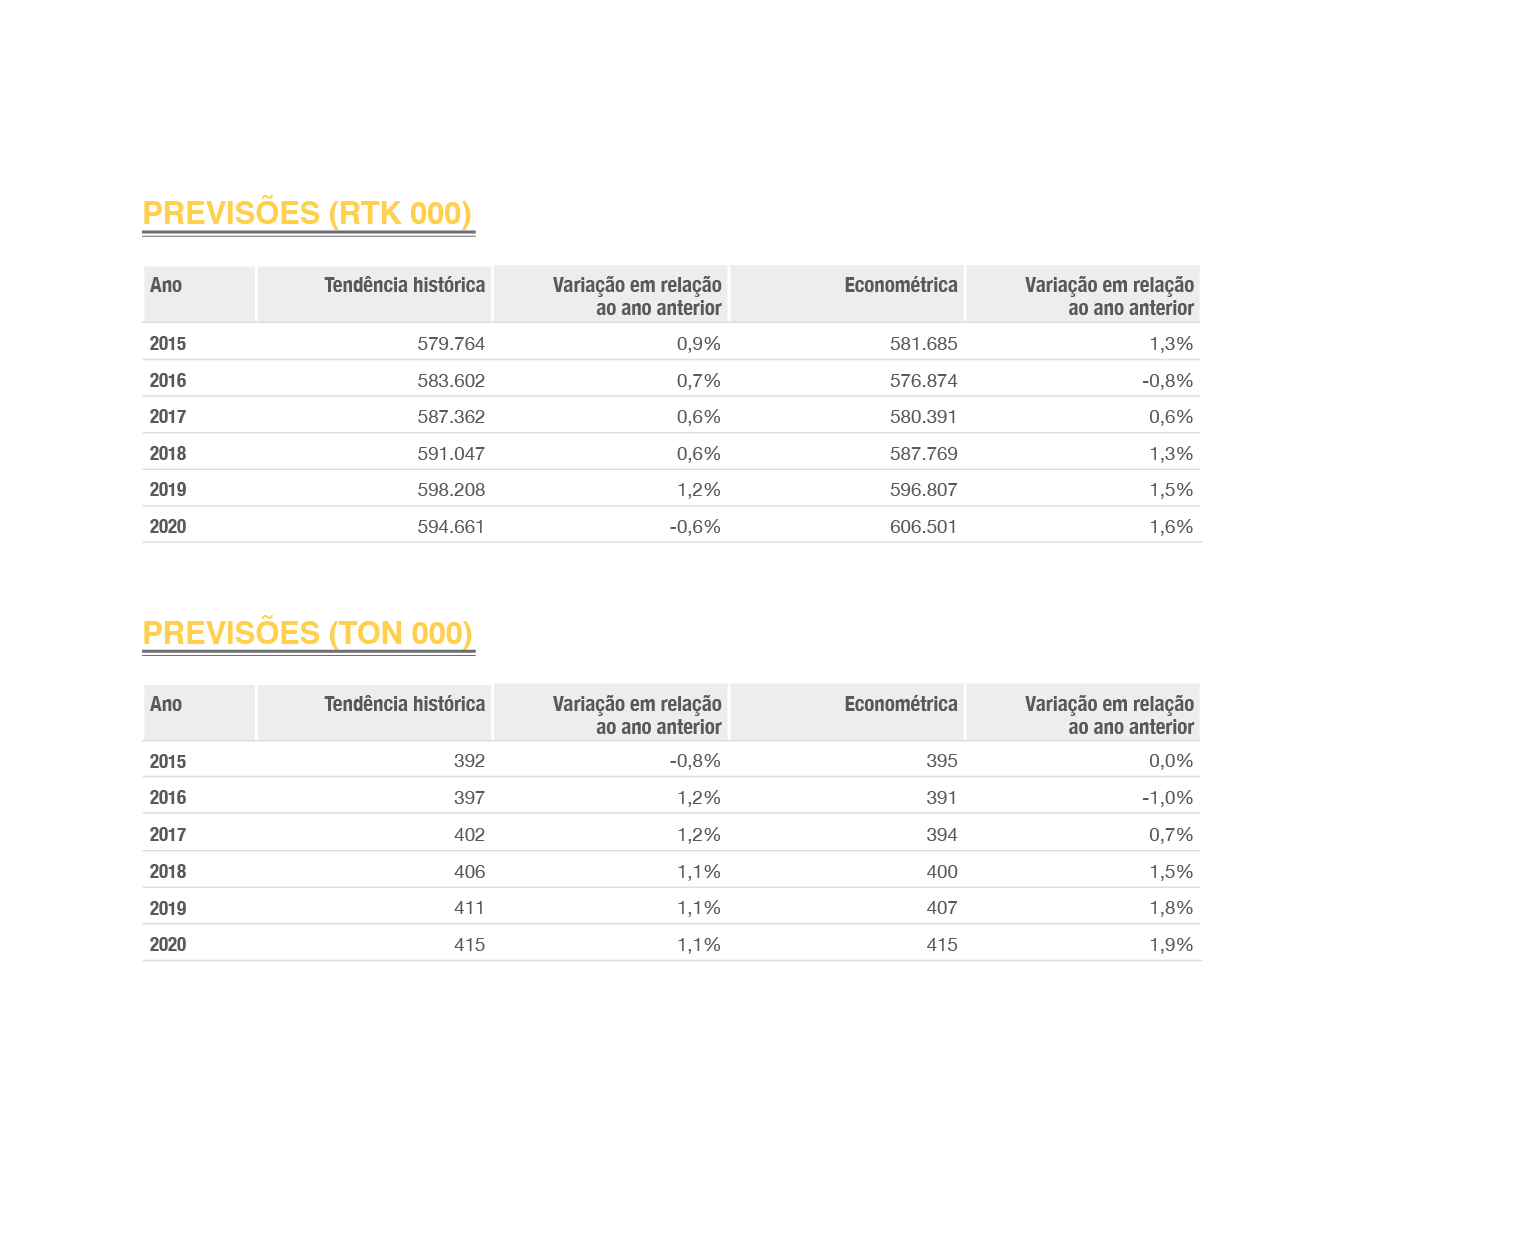 PREVISÕES (RTK 000)
Ano Tendência histórica Variação em relação ao ano anterior Econométrica Variação em relação ao ano anterior
2015 579.764 0,9% 581.685 1,3%
2016 583.602 0,7% 576.874 -0,8%
2017 587.362 0,6% 580.391 0,6%
2018 591.047 0,6% 587.769 1,3%
2019 598.208 1,2% 596.807 1,5%
2020 594.661 -0,6% 606.501 1,6%
PREVISÕES (TON 000)
Ano Tendência histórica Variação em relação ao ano anterior Econométrica Variação em relação ao ano anterior
2015 392 -0,8% 395 0,0%
2016 397 1,2% 391 -1,0%
2017 402 1,2% 394 0,7%
2018 406 1,1% 400 1,5%
2019 411 1,1% 407 1,8%
2020 415 1,1% 415 1,9%